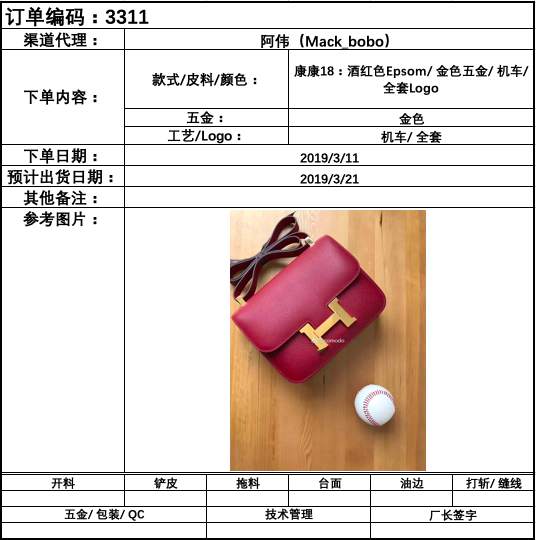 订单编码：3311
渠道代理：
阿伟（Mack_bobo）
下单内容：
款式/皮料/颜色：
康康18：酒红色Epsom/ 金色五金/ 机车/
全套Logo
五金：
金色
工艺/Logo：
机车/ 全套
下单日期：
2019/3/11
预计出货日期：
2019/3/21
其他备注：
参考图片：
开料
铲皮
拖料
台面
油边
打斩/ 缝线
五金/ 包装/ QC
技术管理
厂长签字